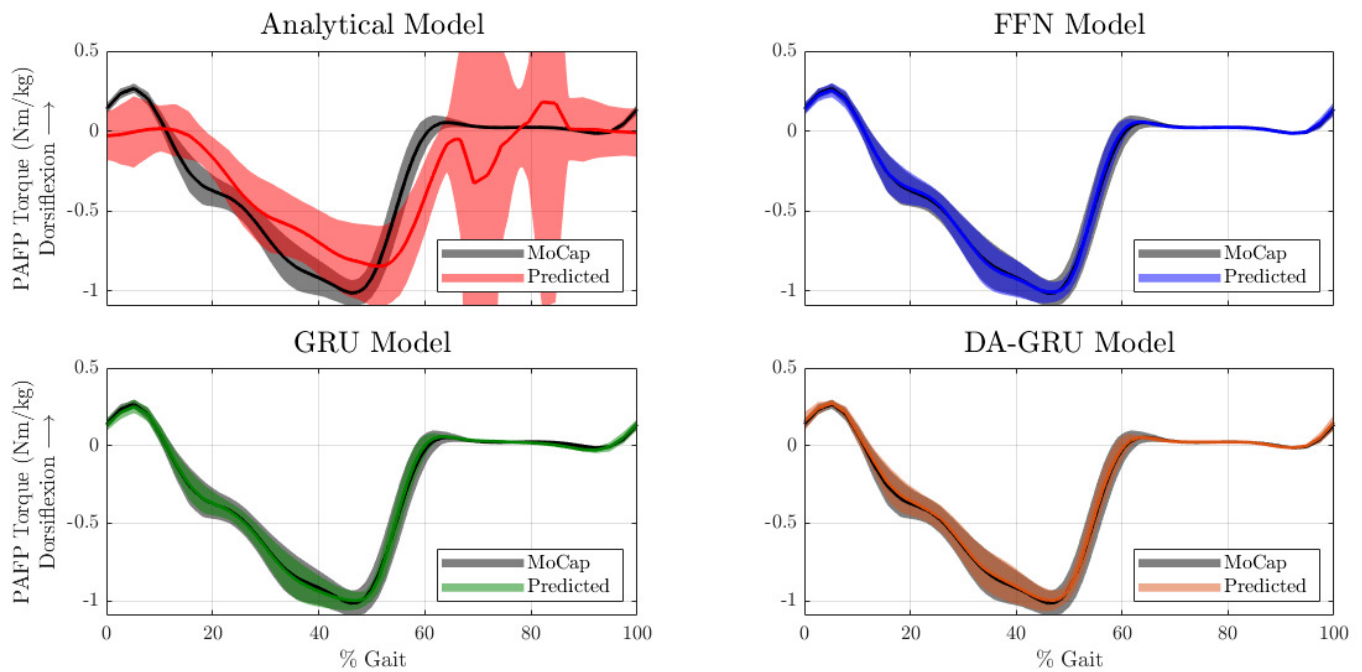 Analytical Model
PAFP Torque (Nm/kg)
Dorsiflexion ⟶
0.5
0
-0.5
-1
MoCap
Predicted
FFN Model
0.5
0
-0.5
-1
MoCap
Predicted
GRU Model
PAFP Torque (Nm/kg)
Dorsiflexion ⟶
0.5
0
-0.5
-1
MoCap
Predicted
0 20 40 60 80 100
% Gait
DA-GRU Model
0.5
0
-0.5
-1
MoCap
Predicted
0 20 40 60 80 100
% Gait